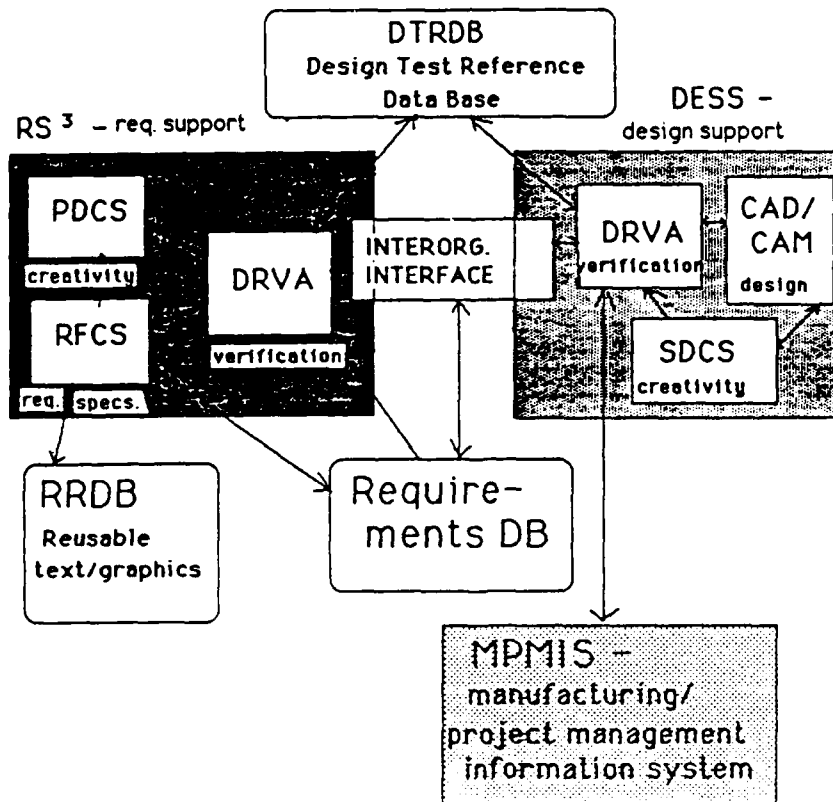 DTRDB
Design Test Reference
Data Base
RS³ – req. support
DESS –
design support
PDCS
creativity
RFCS
req. specs.
DRVA
verification
INTERORG.
INTERFACE
DRVA
verification
CAD/
CAM
design
SDCS
creativity
RRDB
Reusable
text/graphics
Require-
ments DB
MPMIS –
manufacturing/
project management
information system